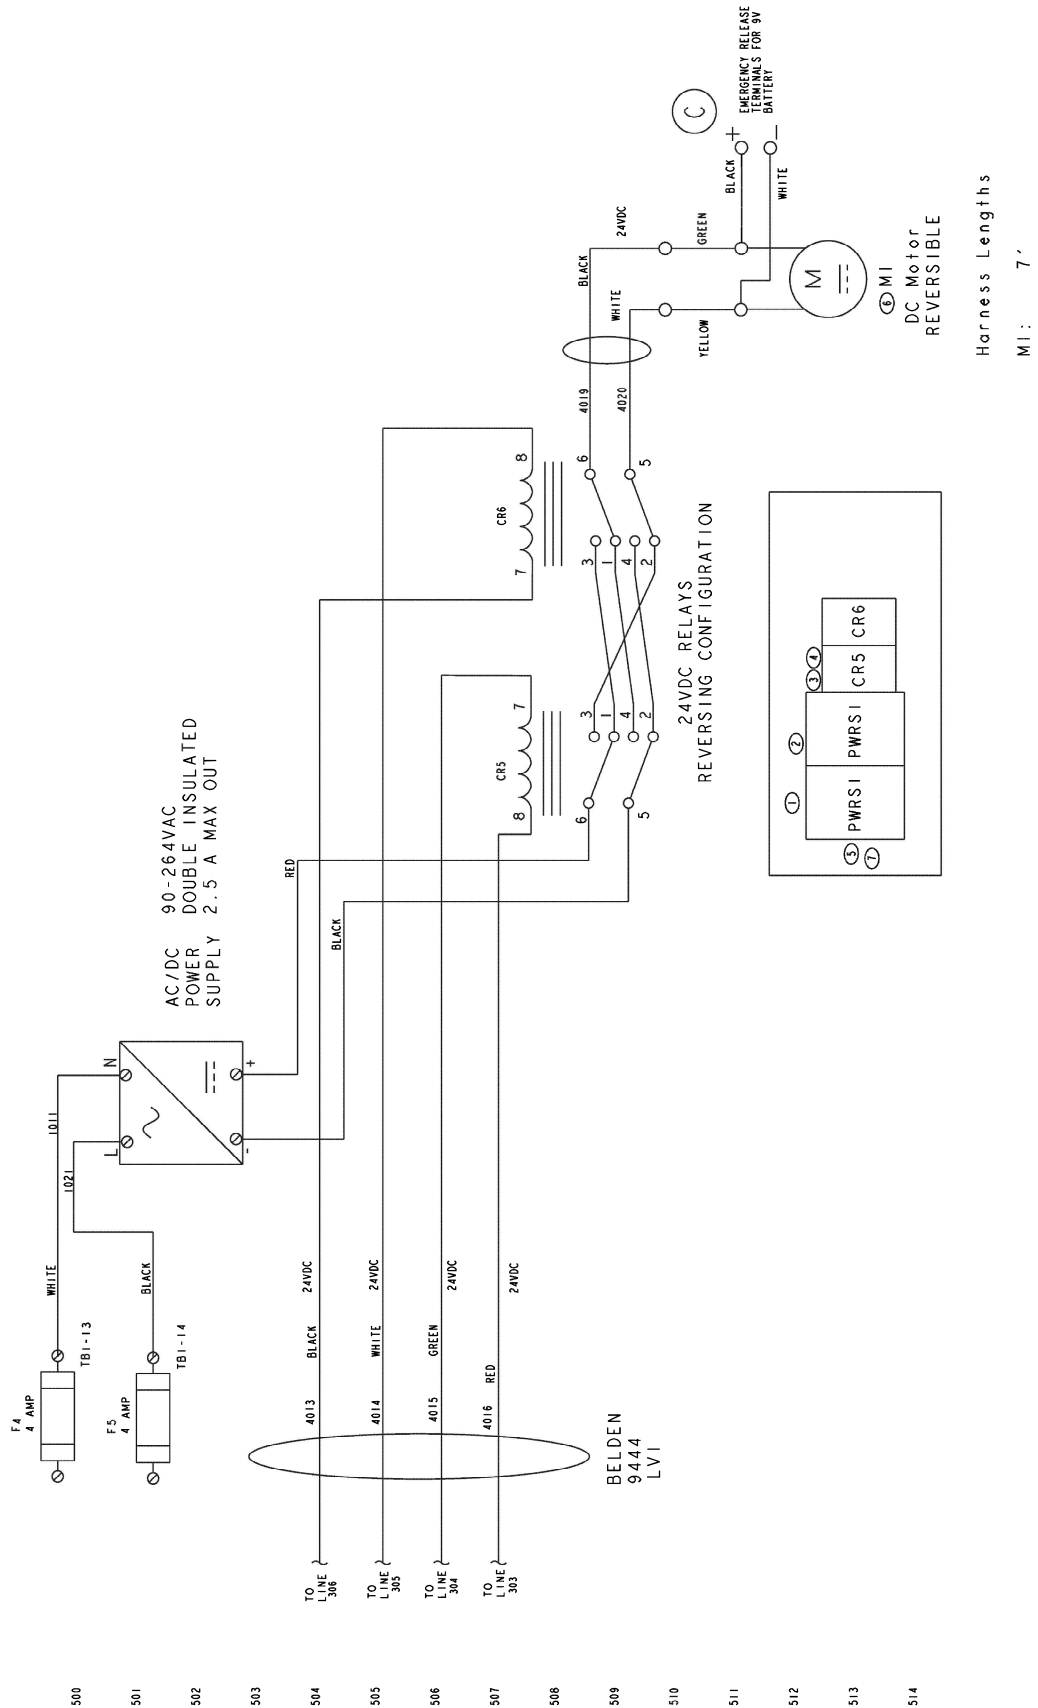 500
501
502
503
504
505
506
507
508
509
510
511
512
513
514
F4
4 AMP
TB1-13
WHITE
1011
F5
4 AMP
TB1-14
BLACK
1021
L
N
-
+
AC/DC 90-264VAC
POWER DOUBLE INSULATED
SUPPLY 2.5 A MAX OUT
RED
BLACK
TO
LINE
306
4013
BLACK
24VDC
TO
LINE
305
4014
WHITE
24VDC
TO
LINE
304
4015
GREEN
24VDC
TO
LINE
303
4016
RED
24VDC
BELDEN
9444
LV1
CR5
8
7
CR6
7
8
6
5
3
1
4
2
3
1
4
2
6
5
24VDC RELAYS
REVERSING CONFIGURATION
4019
BLACK
24VDC
4020
WHITE
GREEN
YELLOW
BLACK
WHITE
+
-
C
EMERGENCY RELEASE
TERMINALS FOR 9V
BATTERY
M
6 M1
DC Motor
REVERSIBLE
Harness Lengths
M1: 7'
1
2
3
4
5
7
PWRS1
PWRS1
CR5
CR6